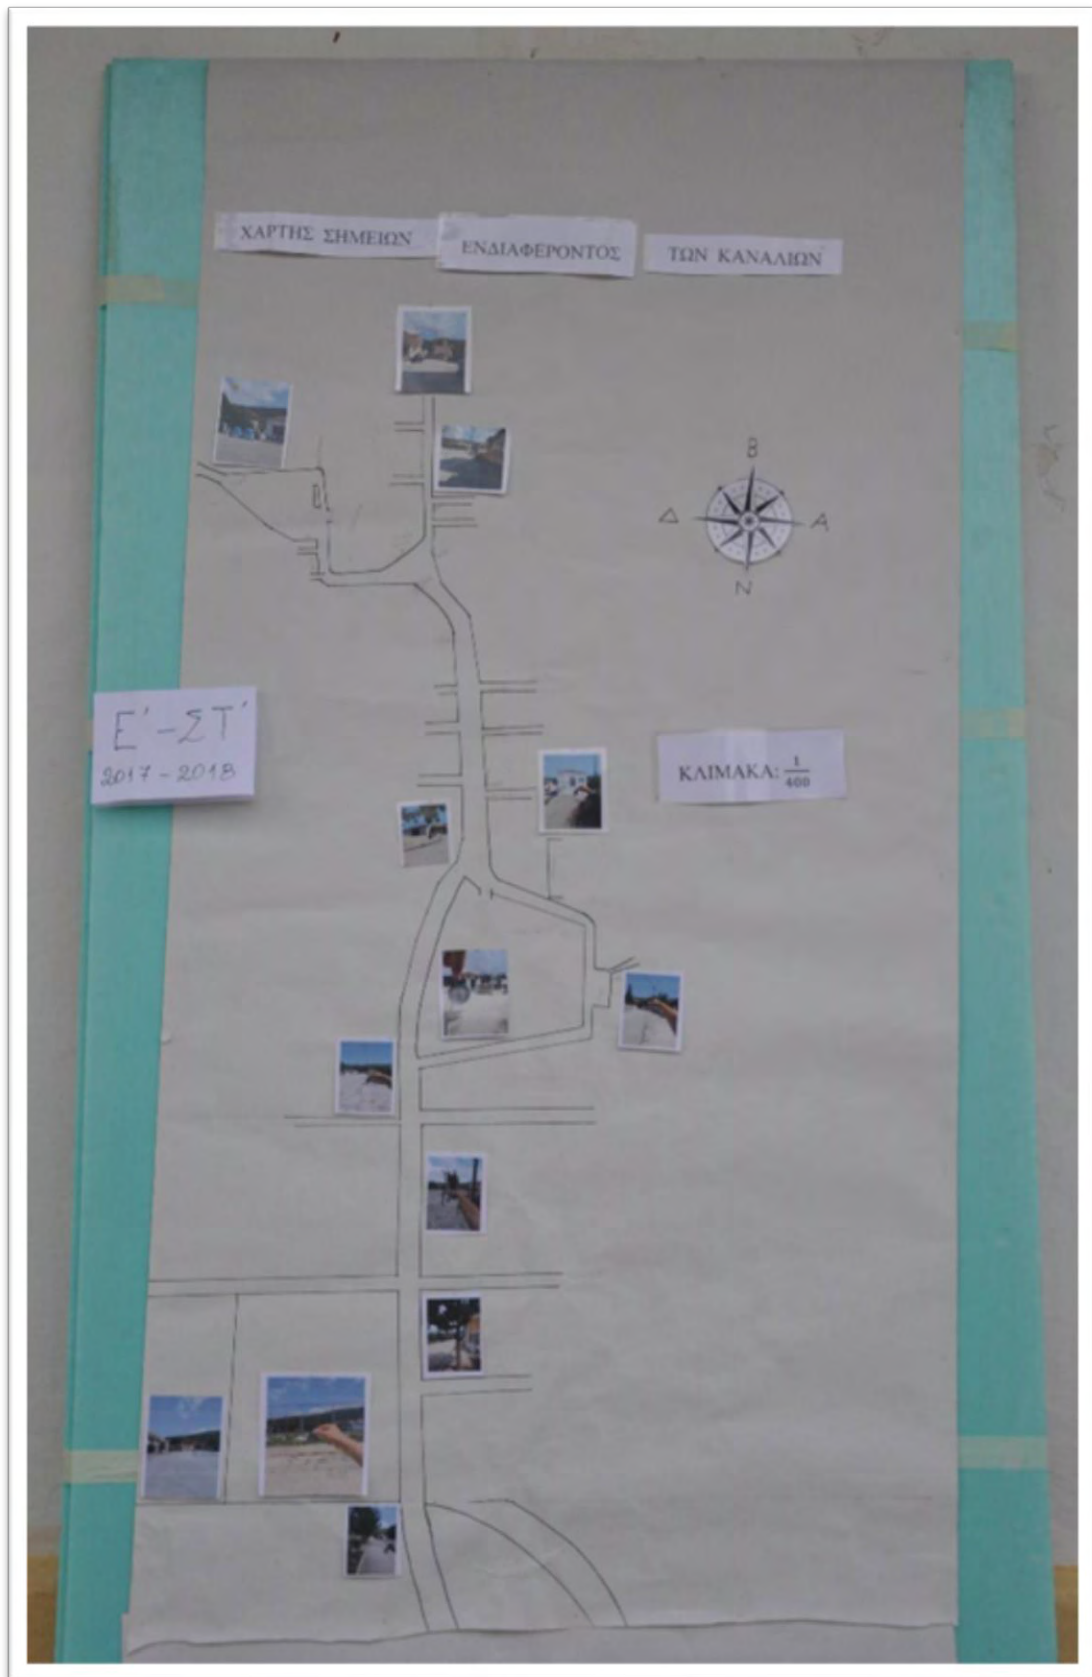 ΧΑΡΤΗΣ ΣΗΜΕΙΩΝ ΕΝΔΙΑΦΕΡΟΝΤΟΣ ΤΩΝ ΚΑΝΑΛΙΩΝ
Β
Δ Α
Ν
Ε' - ΣΤ'
2017 - 2018
ΚΛΙΜΑΚΑ: 1/400